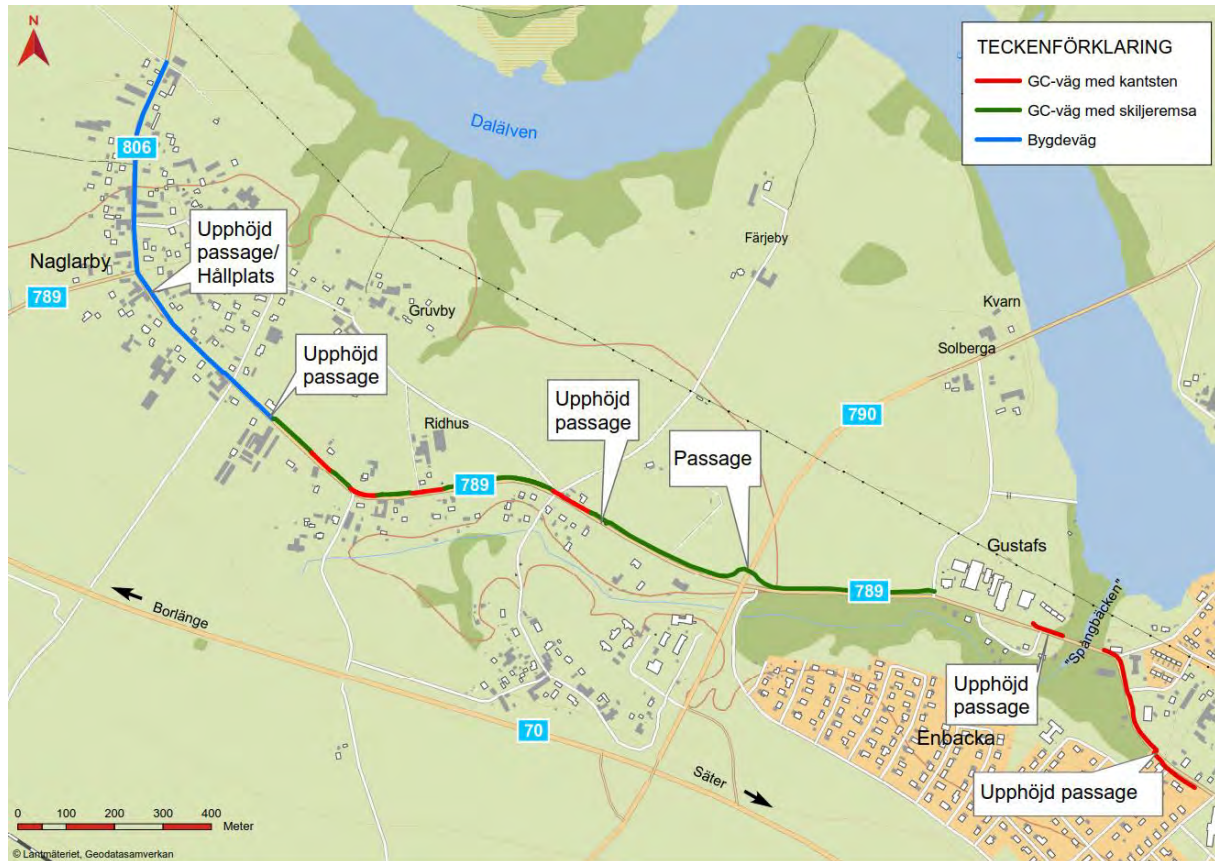 N
TECKENFÖRKLARING
GC-väg med kantsten
GC-väg med skiljeremsa
Bygdeväg
Dalälven
806
Upphöjd
passage/
Hållplats
Naglarby
789
Färjeby
Gruvby
Kvarn
Solberga
Upphöjd
passage
790
Upphöjd
passage
Ridhus
Passage
789
Gustafs
789
Borlänge
"Spångbäcken"
Upphöjd
passage
70
Enbacka
Säter
Upphöjd passage
0 100 200 300 400
Meter
© Lantmäteriet, Geodatasamverkan